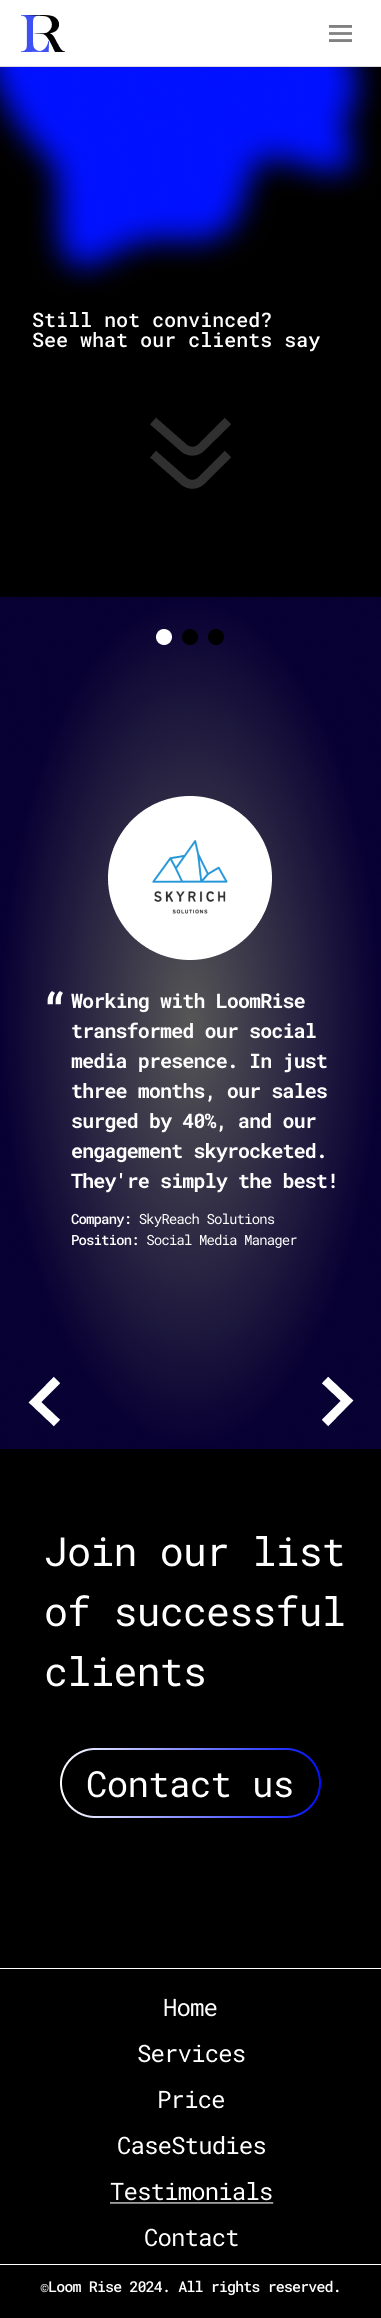 LR
Still not convinced?
See what our clients say
SKYRICH
SOLUTIONS
“ Working with LoomRise
transformed our social
media presence. In just
three months, our sales
surged by 40%, and our
engagement skyrocketed.
They're simply the best!
Company: SkyReach Solutions
Position: Social Media Manager
Join our list
of successful
clients
Contact us
Home
Services
Price
CaseStudies
Testimonials
Contact
©Loom Rise 2024. All rights reserved.